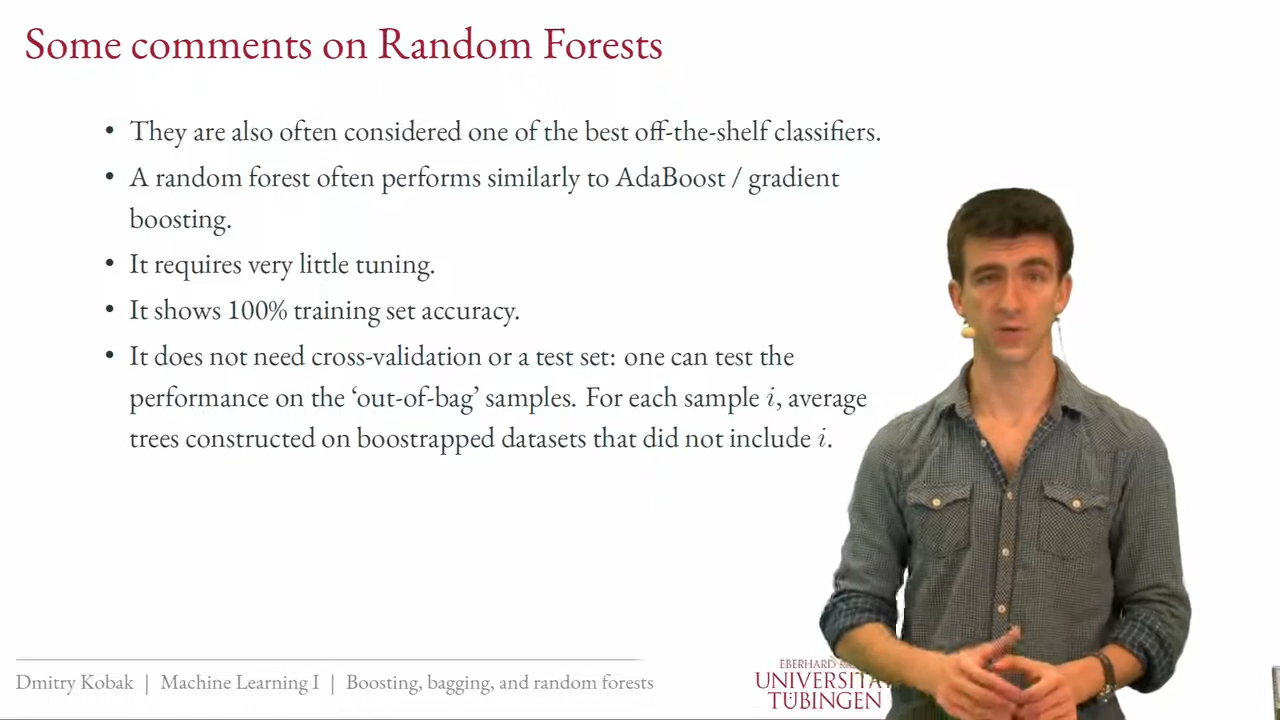 Some comments on Random Forests
• They are also often considered one of the best off-the-shelf classifiers.
• A random forest often performs similarly to AdaBoost / gradient
boosting.
• It requires very little tuning.
• It shows 100% training set accuracy.
• It does not need cross-validation or a test set: one can test the
performance on the ‘out-of-bag’ samples. For each sample i, average
trees constructed on boostrapped datasets that did not include i.
Dmitry Kobak | Machine Learning I | Boosting, bagging, and random forests
EBERHARD
UNIVERSITÄT
TÜBINGEN